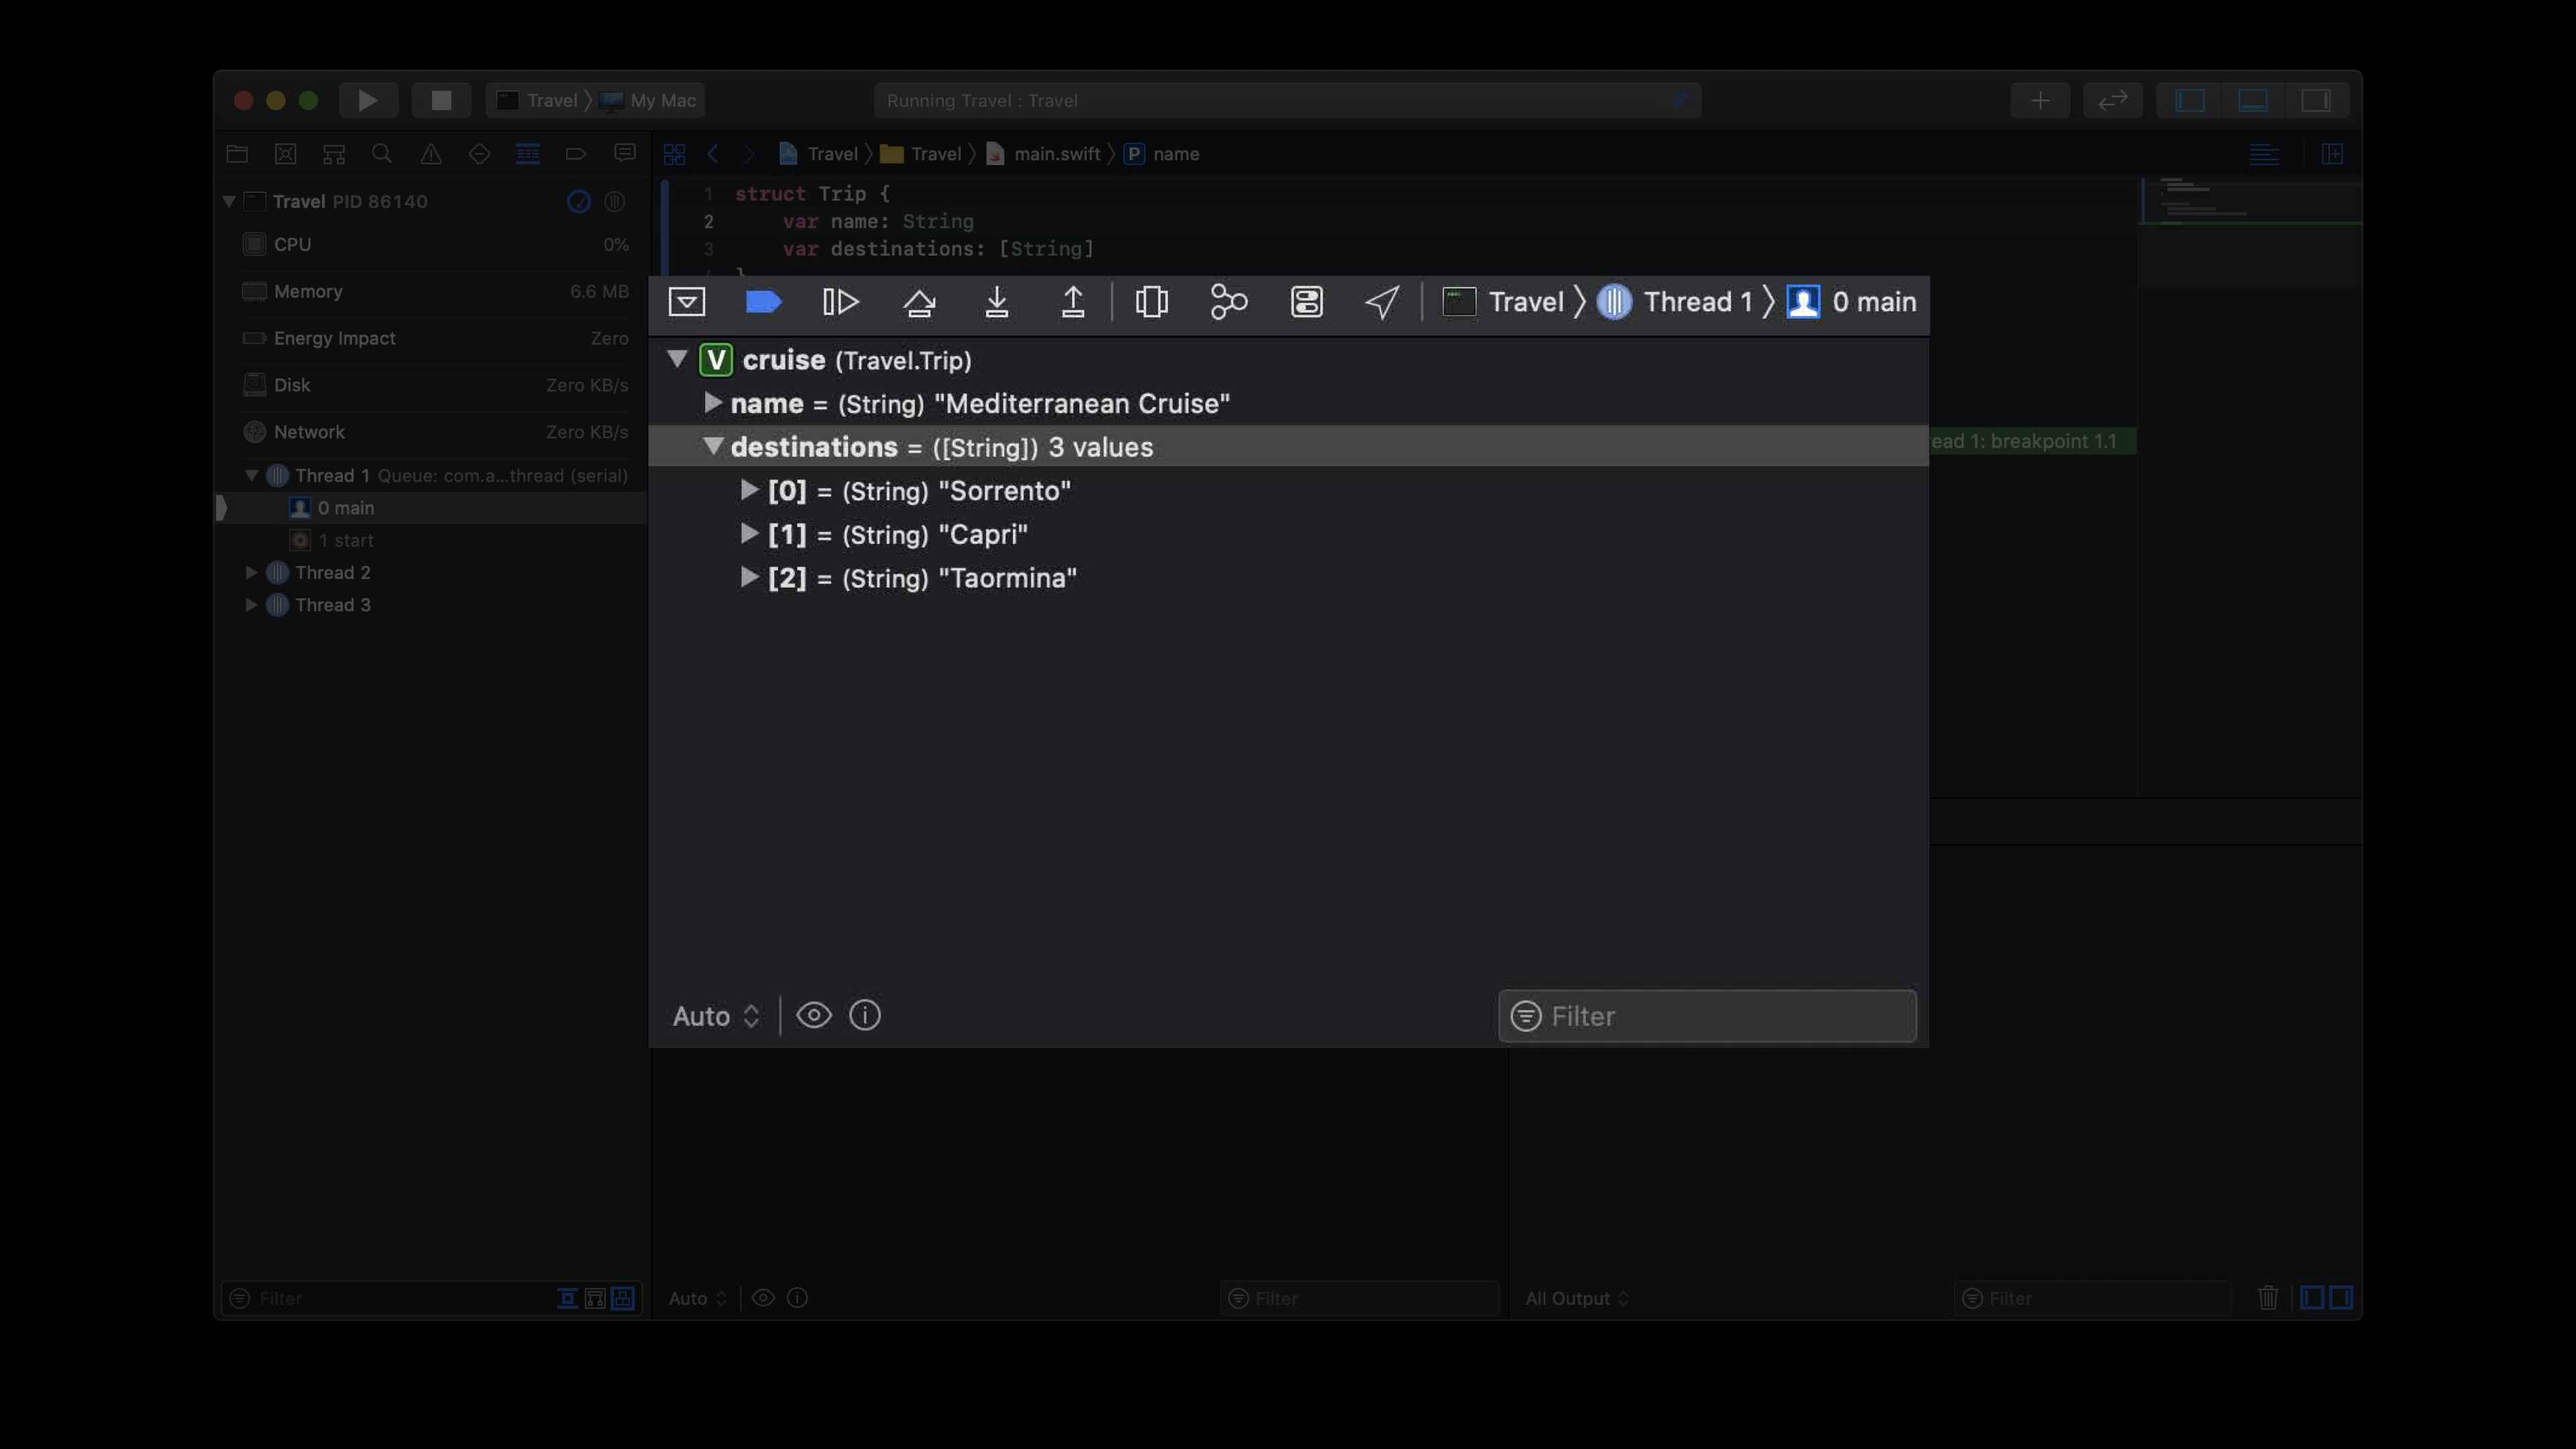 Travel 〉 My Mac
Running Travel : Travel
Travel 〉 Travel 〉 main.swift 〉 P name
Travel PID 86140
CPU 0%
Memory 6.6 MB
Energy Impact Zero
Disk Zero KB/s
Network Zero KB/s
Thread 1 Queue: com.a...thread (serial)
0 main
1 start
Thread 2
Thread 3
Filter
1 struct Trip {
2 var name: String
3 var destinations: [String]
Travel 〉 Thread 1 〉 0 main
V cruise (Travel.Trip)
name = (String) "Mediterranean Cruise"
destinations = ([String]) 3 values
[0] = (String) "Sorrento"
[1] = (String) "Capri"
[2] = (String) "Taormina"
Auto Filter
ead 1: breakpoint 1.1
Auto Filter
All Output Filter